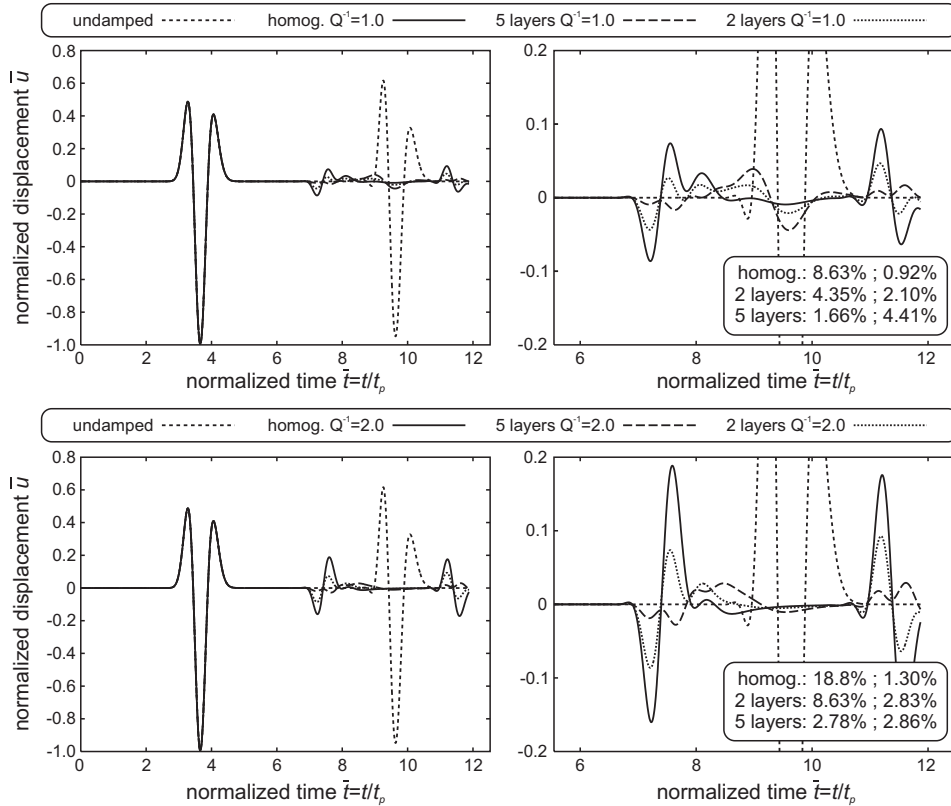 undamped homog. Q⁻¹=1.0 5 layers Q⁻¹=1.0 2 layers Q⁻¹=1.0
normalized displacement u̅
0.8
0.6
0.4
0.2
0
-0.2
-0.4
-0.6
-0.8
-1.0
0 2 4 6 8 10 12
normalized time t̅=t/tₚ
0.2
0.1
0
-0.1
-0.2
homog.: 8.63% ; 0.92%
2 layers: 4.35% ; 2.10%
5 layers: 1.66% ; 4.41%
6 8 10 12
normalized time t̅=t/tₚ
undamped homog. Q⁻¹=2.0 5 layers Q⁻¹=2.0 2 layers Q⁻¹=2.0
normalized displacement u̅
0.8
0.6
0.4
0.2
0
-0.2
-0.4
-0.6
-0.8
-1.0
0 2 4 6 8 10 12
normalized time t̅=t/tₚ
0.2
0.1
0
-0.1
-0.2
homog.: 18.8% ; 1.30%
2 layers: 8.63% ; 2.83%
5 layers: 2.78% ; 2.86%
6 8 10 12
normalized time t̅=t/tₚ